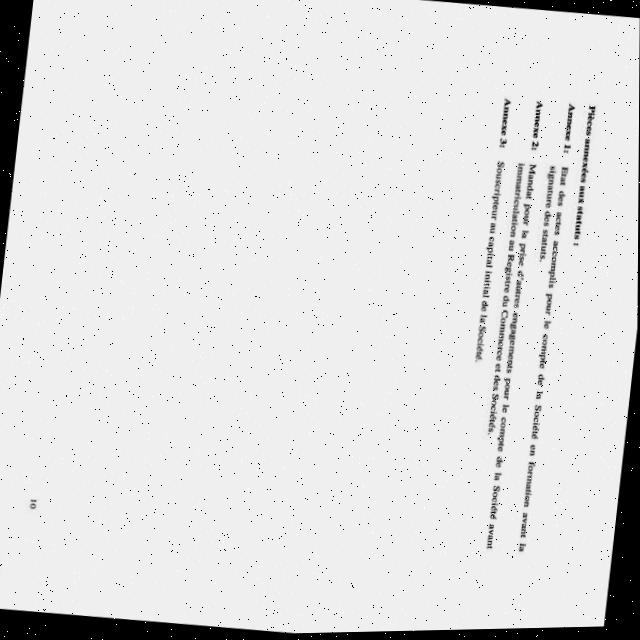 Pièces annexées aux statuts :
Annexe 1: Etat des actes accomplis pour le compte de la Société en formation avant la
signature des statuts.
Annexe 2: Mandat pour la prise d'autres engagements pour le compte de la Société avant
immatriculation au Registre du Commerce et des Sociétés.
Annexe 3: Souscripteur au capital initial de la Société.
10